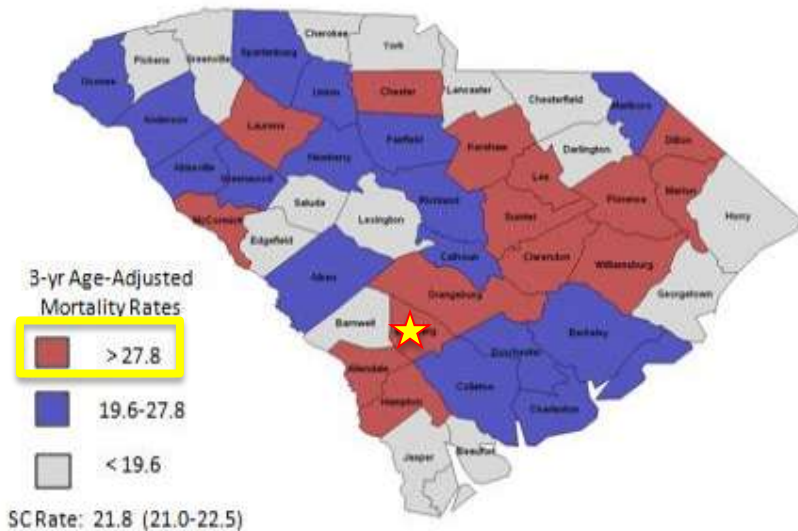 Cherokee
York
Pickens
Greenville
Spartanburg
Oconee
Union
Chester
Lancaster
Chesterfield
Marlboro
Anderson
Laurens
Dillon
Fairfield
Kershaw
Darlington
Abbeville
Greenwood
Newberry
Lee
Marion
Florence
Saluda
Richland
Horry
McCormick
Lexington
Sumter
Edgefield
Calhoun
Clarendon
Williamsburg
Aiken
Orangeburg
Georgetown
Barnwell
Berkeley
Dorchester
Allendale
Colleton
Hampton
Charleston
Beaufort
Jasper
3-yr Age-Adjusted
Mortality Rates
> 27.8
19.6-27.8
< 19.6
SC Rate: 21.8 (21.0-22.5)